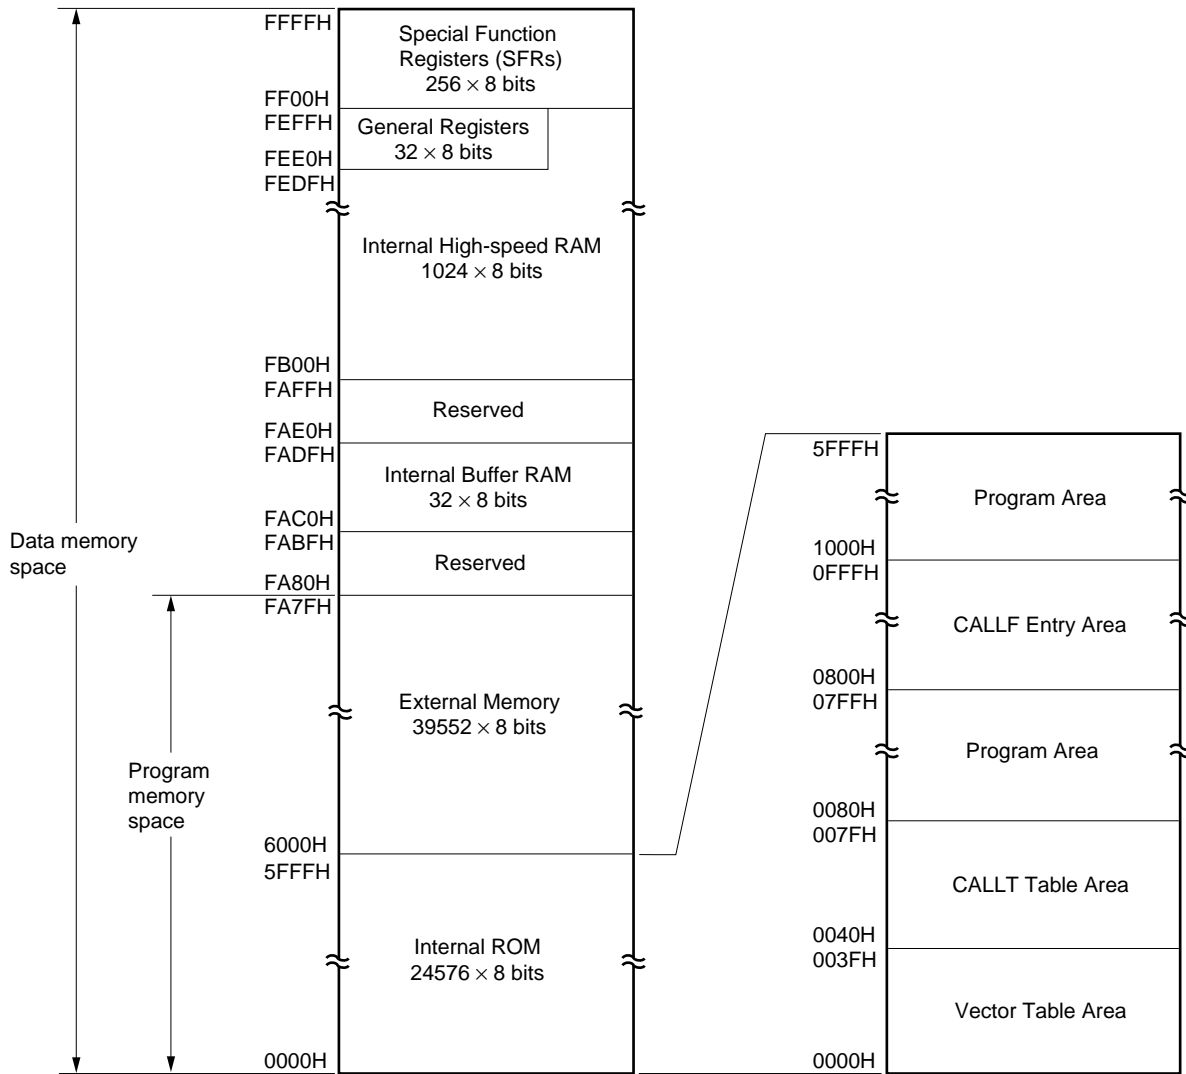 FFFFH
Special Function
Registers (SFRs)
256 × 8 bits
FF00H
FEFFH
General Registers
32 × 8 bits
FEE0H
FEDFH
Internal High-speed RAM
1024 × 8 bits
FB00H
FAFFH
Reserved
FAE0H
FADFH
Internal Buffer RAM
32 × 8 bits
FAC0H
FABFH
Reserved
FA80H
FA7FH
Data memory
space
External Memory
39552 × 8 bits
Program
memory
space
6000H
5FFFH
Internal ROM
24576 × 8 bits
0000H
5FFFH
Program Area
1000H
0FFFH
CALLF Entry Area
0800H
07FFH
Program Area
0080H
007FH
CALLT Table Area
0040H
003FH
Vector Table Area
0000H